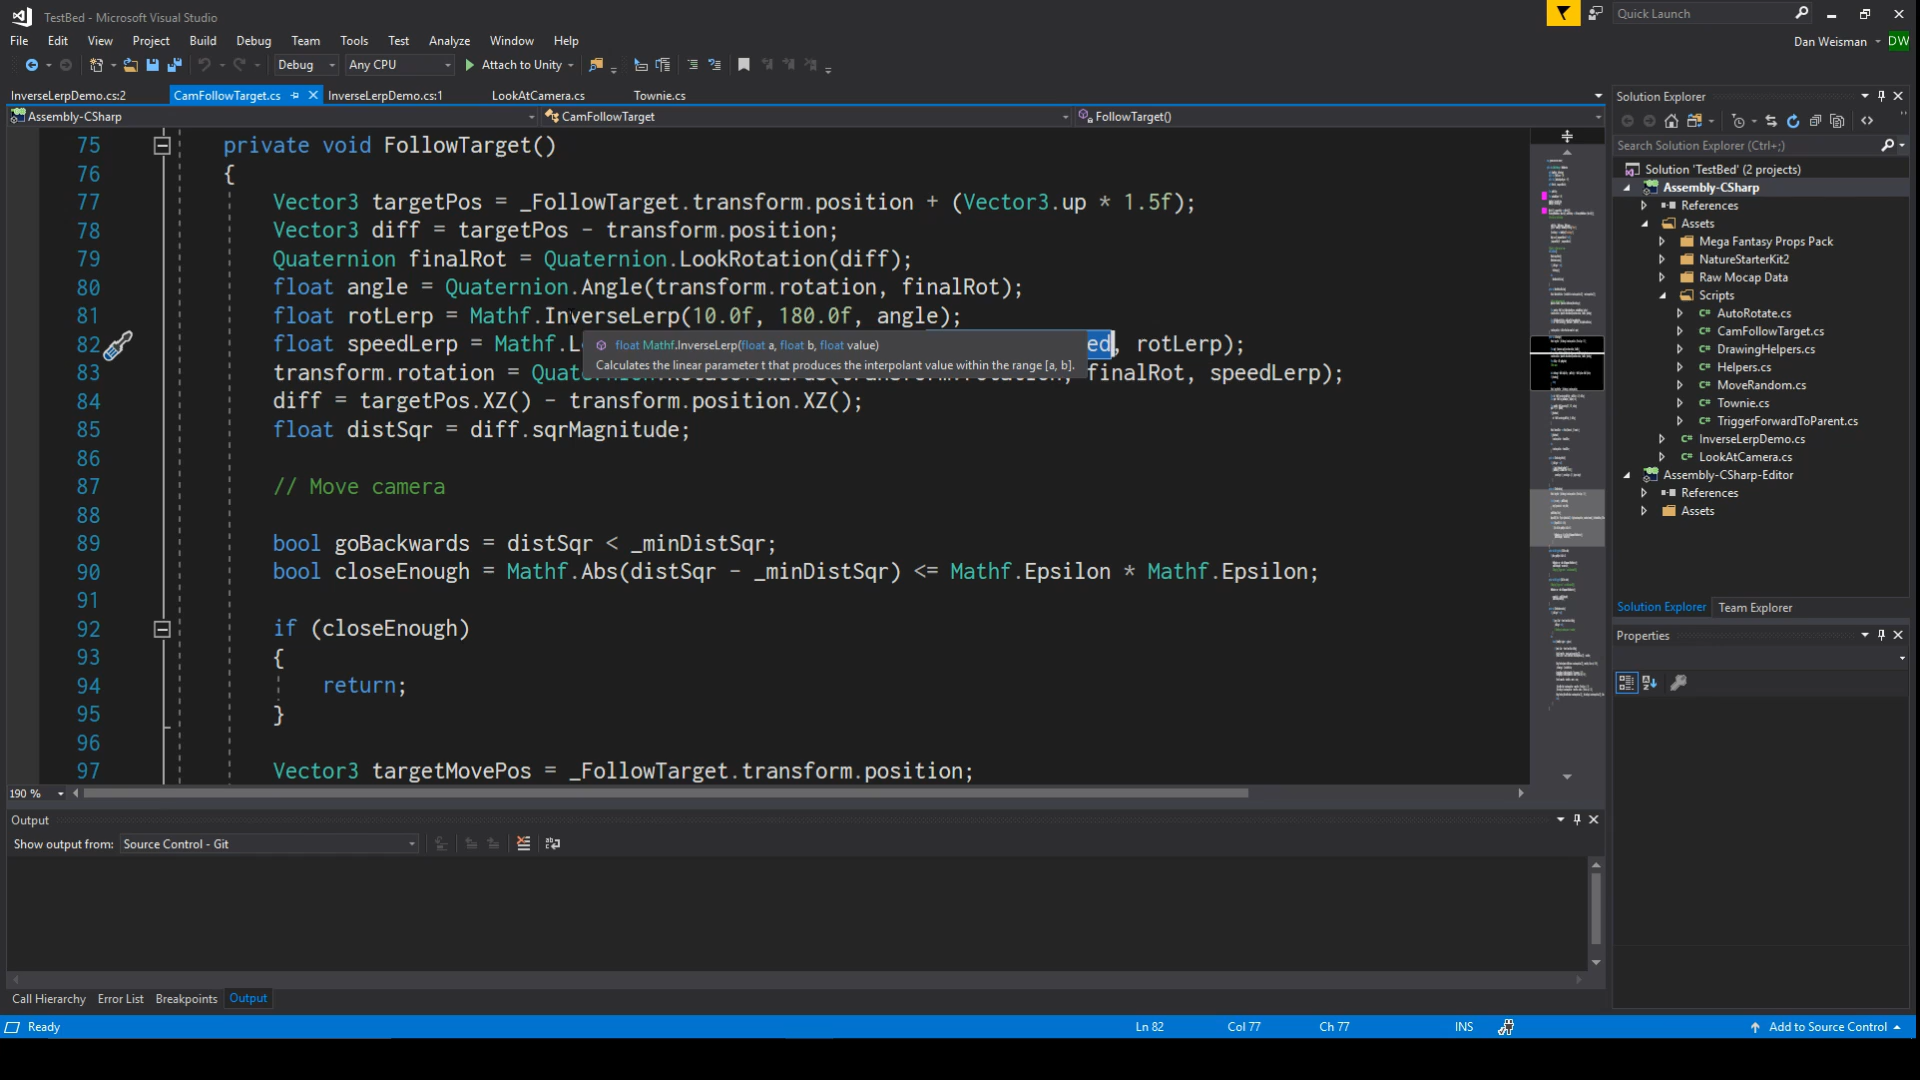 TestBed - Microsoft Visual Studio
Quick Launch
File Edit View Project Build Debug Team Tools Test Analyze Window Help
Dan Weisman DW
Debug Any CPU Attach to Unity
InverseLerpDemo.cs:2 CamFollowTarget.cs InverseLerpDemo.cs:1 LookAtCamera.cs Townie.cs
Assembly-CSharp CamFollowTarget FollowTarget()
75 private void FollowTarget()
76 {
77 Vector3 targetPos = _FollowTarget.transform.position + (Vector3.up * 1.5f);
78 Vector3 diff = targetPos - transform.position;
79 Quaternion finalRot = Quaternion.LookRotation(diff);
80 float angle = Quaternion.Angle(transform.rotation, finalRot);
81 float rotLerp = Mathf.InverseLerp(10.0f, 180.0f, angle);
82 float speedLerp = Mathf.L ed, rotLerp);
float Mathf.InverseLerp(float a, float b, float value)
Calculates the linear parameter t that produces the interpolant value within the range [a, b].
83 transform.rotation = finalRot, speedLerp);
84 diff = targetPos.XZ() - transform.position.XZ();
85 float distSqr = diff.sqrMagnitude;
86
87 // Move camera
88
89 bool goBackwards = distSqr < _minDistSqr;
90 bool closeEnough = Mathf.Abs(distSqr - _minDistSqr) <= Mathf.Epsilon * Mathf.Epsilon;
91
92 if (closeEnough)
93 {
94 return;
95 }
96
97 Vector3 targetMovePos = _FollowTarget.transform.position;
190 %
Output
Show output from: Source Control - Git
Call Hierarchy Error List Breakpoints Output
Ready Ln 82 Col 77 Ch 77 INS Add to Source Control
Solution Explorer
Search Solution Explorer (Ctrl+;)
Solution 'TestBed' (2 projects)
Assembly-CSharp
References
Assets
Mega Fantasy Props Pack
NatureStarterKit2
Raw Mocap Data
Scripts
C# AutoRotate.cs
C# CamFollowTarget.cs
C# DrawingHelpers.cs
C# Helpers.cs
C# MoveRandom.cs
C# Townie.cs
C# TriggerForwardToParent.cs
C# InverseLerpDemo.cs
C# LookAtCamera.cs
Assembly-CSharp-Editor
References
Assets
Solution Explorer Team Explorer
Properties